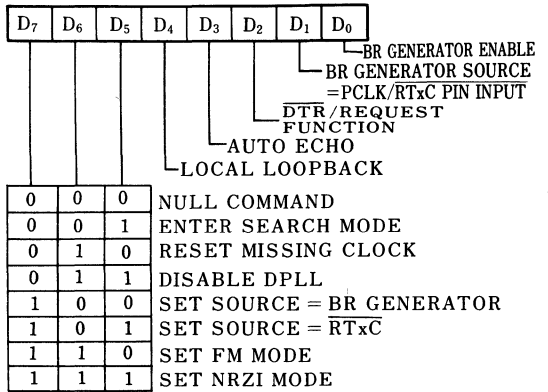 D7 D6 D5 D4 D3 D2 D1 D0
BR GENERATOR ENABLE
BR GENERATOR SOURCE
=PCLK/R̅T̅x̅C̅ PIN INPUT
D̅T̅R̅/REQUEST
FUNCTION
AUTO ECHO
LOCAL LOOPBACK
0 0 0 NULL COMMAND
0 0 1 ENTER SEARCH MODE
0 1 0 RESET MISSING CLOCK
0 1 1 DISABLE DPLL
1 0 0 SET SOURCE = BR GENERATOR
1 0 1 SET SOURCE = R̅T̅x̅C̅
1 1 0 SET FM MODE
1 1 1 SET NRZI MODE